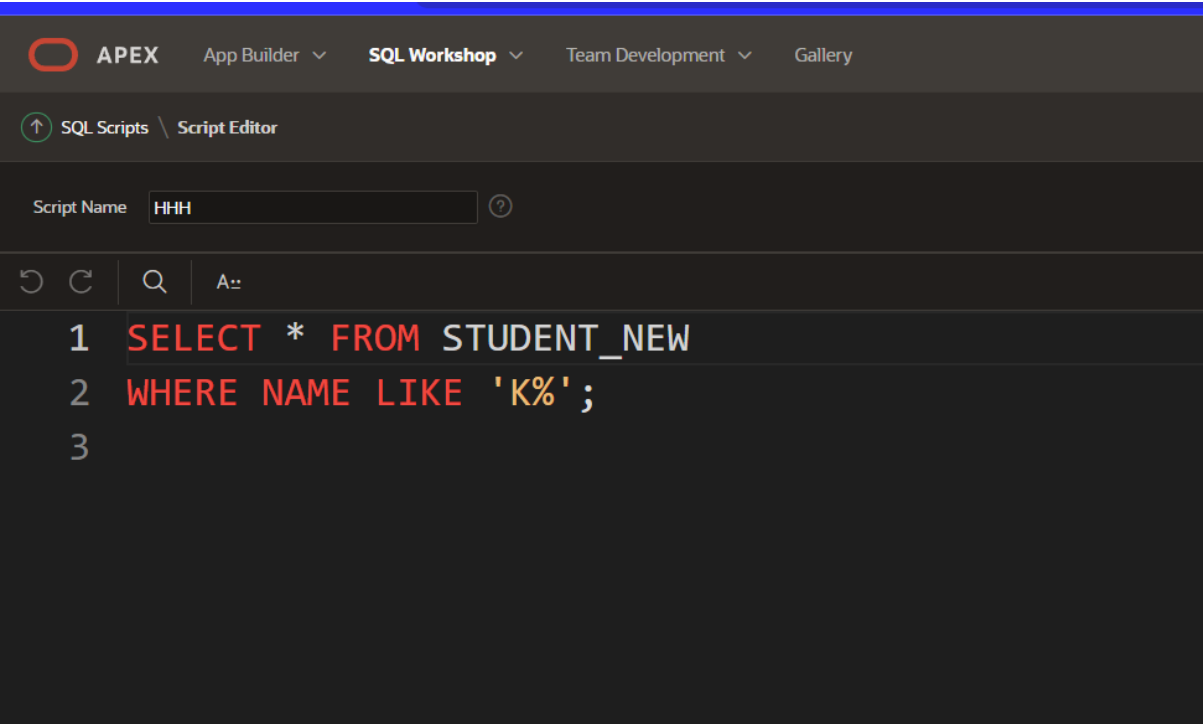 APEX App Builder SQL Workshop Team Development Gallery
SQL Scripts \ Script Editor
Script Name HHH ?
A::
1 SELECT * FROM STUDENT_NEW
2 WHERE NAME LIKE 'K%';
3